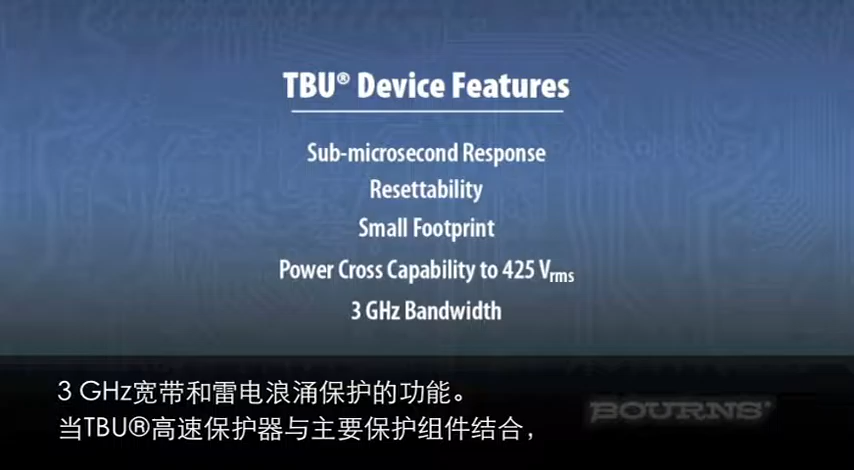 TBU® Device Features
Sub-microsecond Response
Resettability
Small Footprint
Power Cross Capability to 425 Vrms
3 GHz Bandwidth
3 GHz宽带和雷电浪涌保护的功能。
当TBU®高速保护器与主要保护组件结合，
BOURNS®